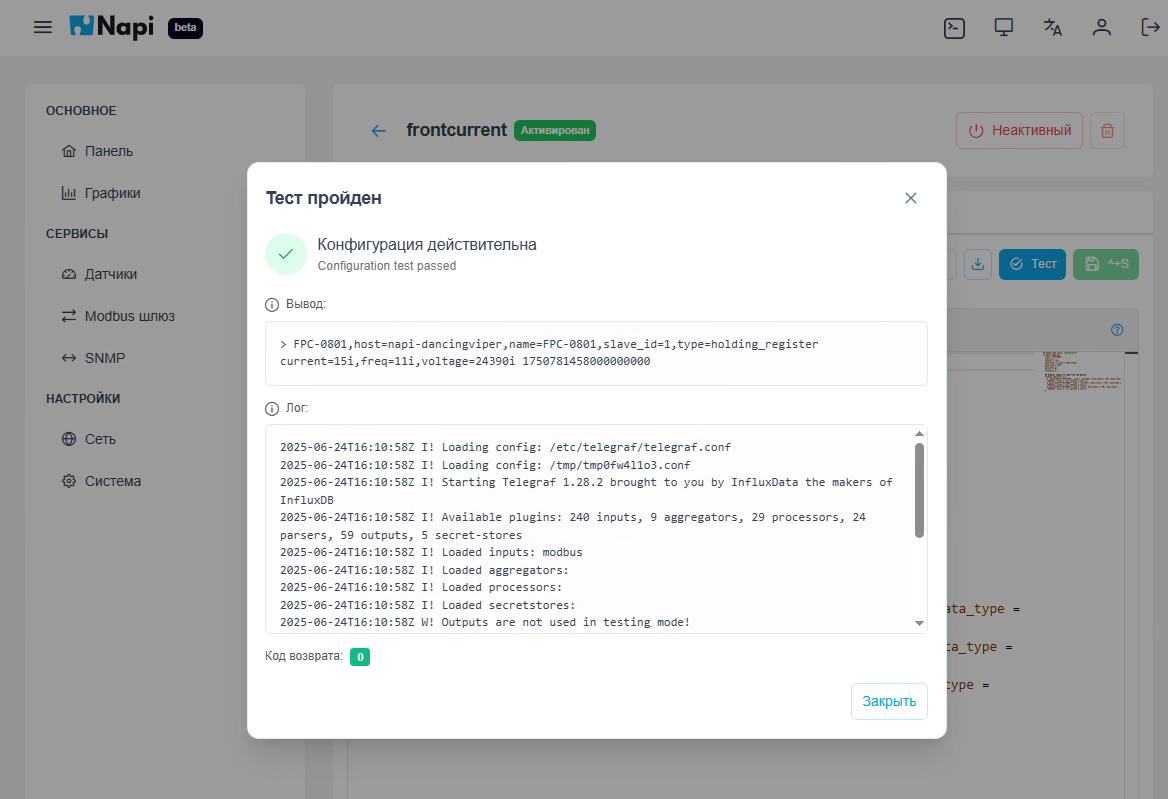 Napi beta
ОСНОВНОЕ
Панель
Графики
СЕРВИСЫ
Датчики
Modbus шлюз
SNMP
НАСТРОЙКИ
Сеть
Система
frontcurrent Активирован
Неактивный
Тест ^+S
ata_type =
ta_type =
type =
Тест пройден
Конфигурация действительна
Configuration test passed
Вывод:
> FPC-0801,host=napi-dancingviper,name=FPC-0801,slave_id=1,type=holding_register
current=15i,freq=11i,voltage=24390i 1750781458000000000
Лог:
2025-06-24T16:10:58Z I! Loading config: /etc/telegraf/telegraf.conf
2025-06-24T16:10:58Z I! Loading config: /tmp/tmp0fw4l1o3.conf
2025-06-24T16:10:58Z I! Starting Telegraf 1.28.2 brought to you by InfluxData the makers of
InfluxDB
2025-06-24T16:10:58Z I! Available plugins: 240 inputs, 9 aggregators, 29 processors, 24
parsers, 59 outputs, 5 secret-stores
2025-06-24T16:10:58Z I! Loaded inputs: modbus
2025-06-24T16:10:58Z I! Loaded aggregators:
2025-06-24T16:10:58Z I! Loaded processors:
2025-06-24T16:10:58Z I! Loaded secretstores:
2025-06-24T16:10:58Z W! Outputs are not used in testing mode!
Код возврата: 0
Закрыть